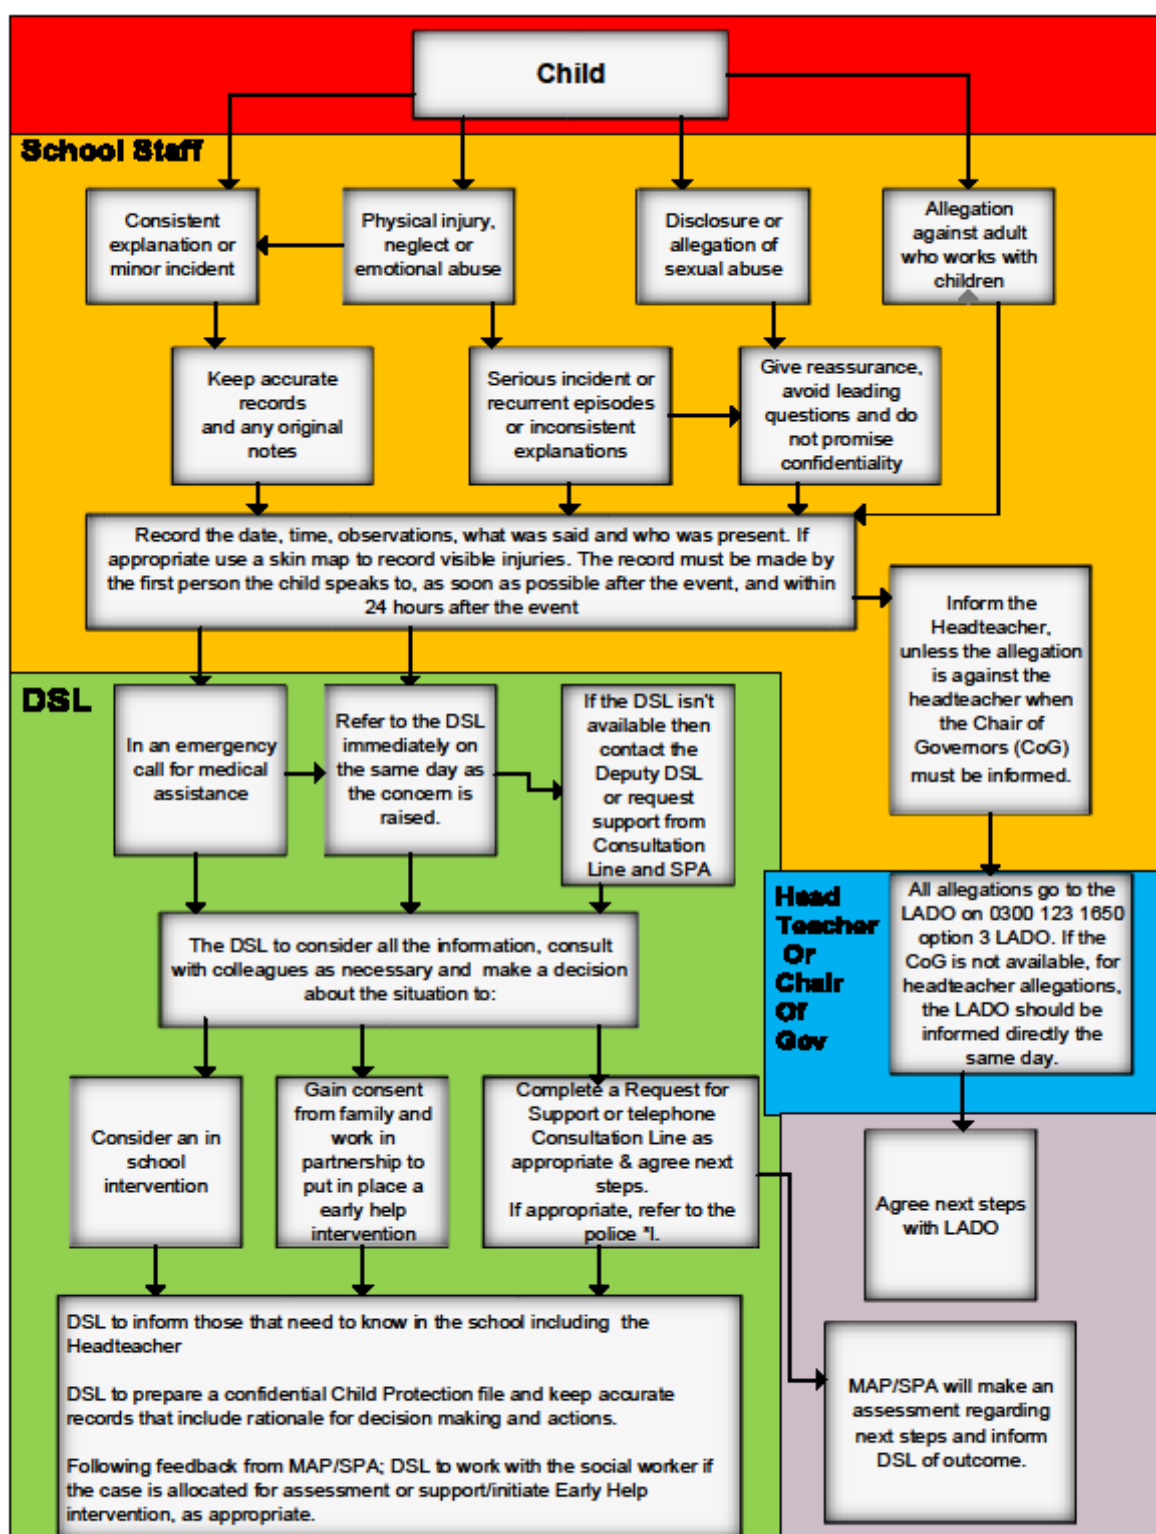 Child
School Staff
Consistent
explanation or
minor incident
Physical injury,
neglect or
emotional abuse
Disclosure or
allegation of
sexual abuse
Allegation
against adult
who works with
children
Keep accurate
records
and any original
notes
Serious incident or
recurrent episodes
or inconsistent
explanations
Give reassurance,
avoid leading
questions and do
not promise
confidentiality
Record the date, time, observations, what was said and who was present. If
appropriate use a skin map to record visible injuries. The record must be made by
the first person the child speaks to, as soon as possible after the event, and within
24 hours after the event
Inform the
Headteacher,
unless the allegation
is against the
headteacher when
the Chair of
Governors (CoG)
must be informed.
DSL
In an emergency
call for medical
assistance
Refer to the DSL
immediately on
the same day as
the concern is
raised.
If the DSL isn't
available then
contact the
Deputy DSL
or request
support from
Consultation
Line and SPA
Head
Teacher
Or
Chair
Of
Gov
All allegations go to the
LADO on 0300 123 1650
option 3 LADO. If the
CoG is not available, for
headteacher allegations,
the LADO should be
informed directly the
same day.
The DSL to consider all the information, consult
with colleagues as necessary and make a decision
about the situation to:
Consider an in
school
intervention
Gain consent
from family and
work in
partnership to
put in place a
early help
intervention
Complete a Request for
Support or telephone
Consultation Line as
appropriate & agree next
steps.
If appropriate, refer to the
police *I.
Agree next steps
with LADO
DSL to inform those that need to know in the school including the
Headteacher
DSL to prepare a confidential Child Protection file and keep accurate
records that include rationale for decision making and actions.
Following feedback from MAP/SPA; DSL to work with the social worker if
the case is allocated for assessment or support/initiate Early Help
intervention, as appropriate.
MAP/SPA will make an
assessment regarding
next steps and inform
DSL of outcome.